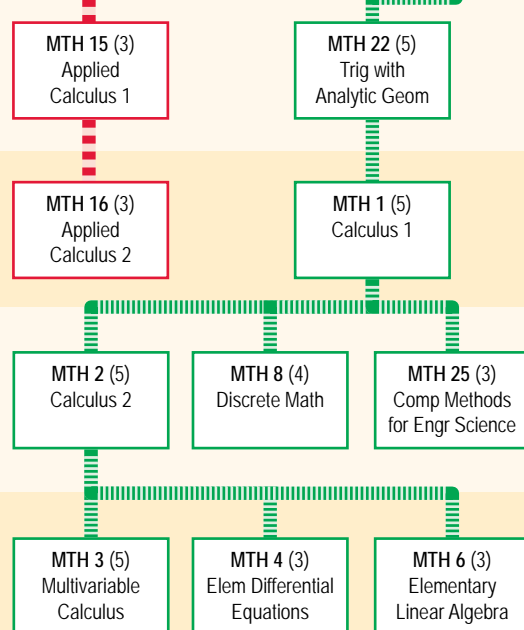 MTH 15 (3)
Applied
Calculus 1
MTH 22 (5)
Trig with
Analytic Geom
MTH 16 (3)
Applied
Calculus 2
MTH 1 (5)
Calculus 1
MTH 2 (5)
Calculus 2
MTH 8 (4)
Discrete Math
MTH 25 (3)
Comp Methods
for Engr Science
MTH 3 (5)
Multivariable
Calculus
MTH 4 (3)
Elem Differential
Equations
MTH 6 (3)
Elementary
Linear Algebra